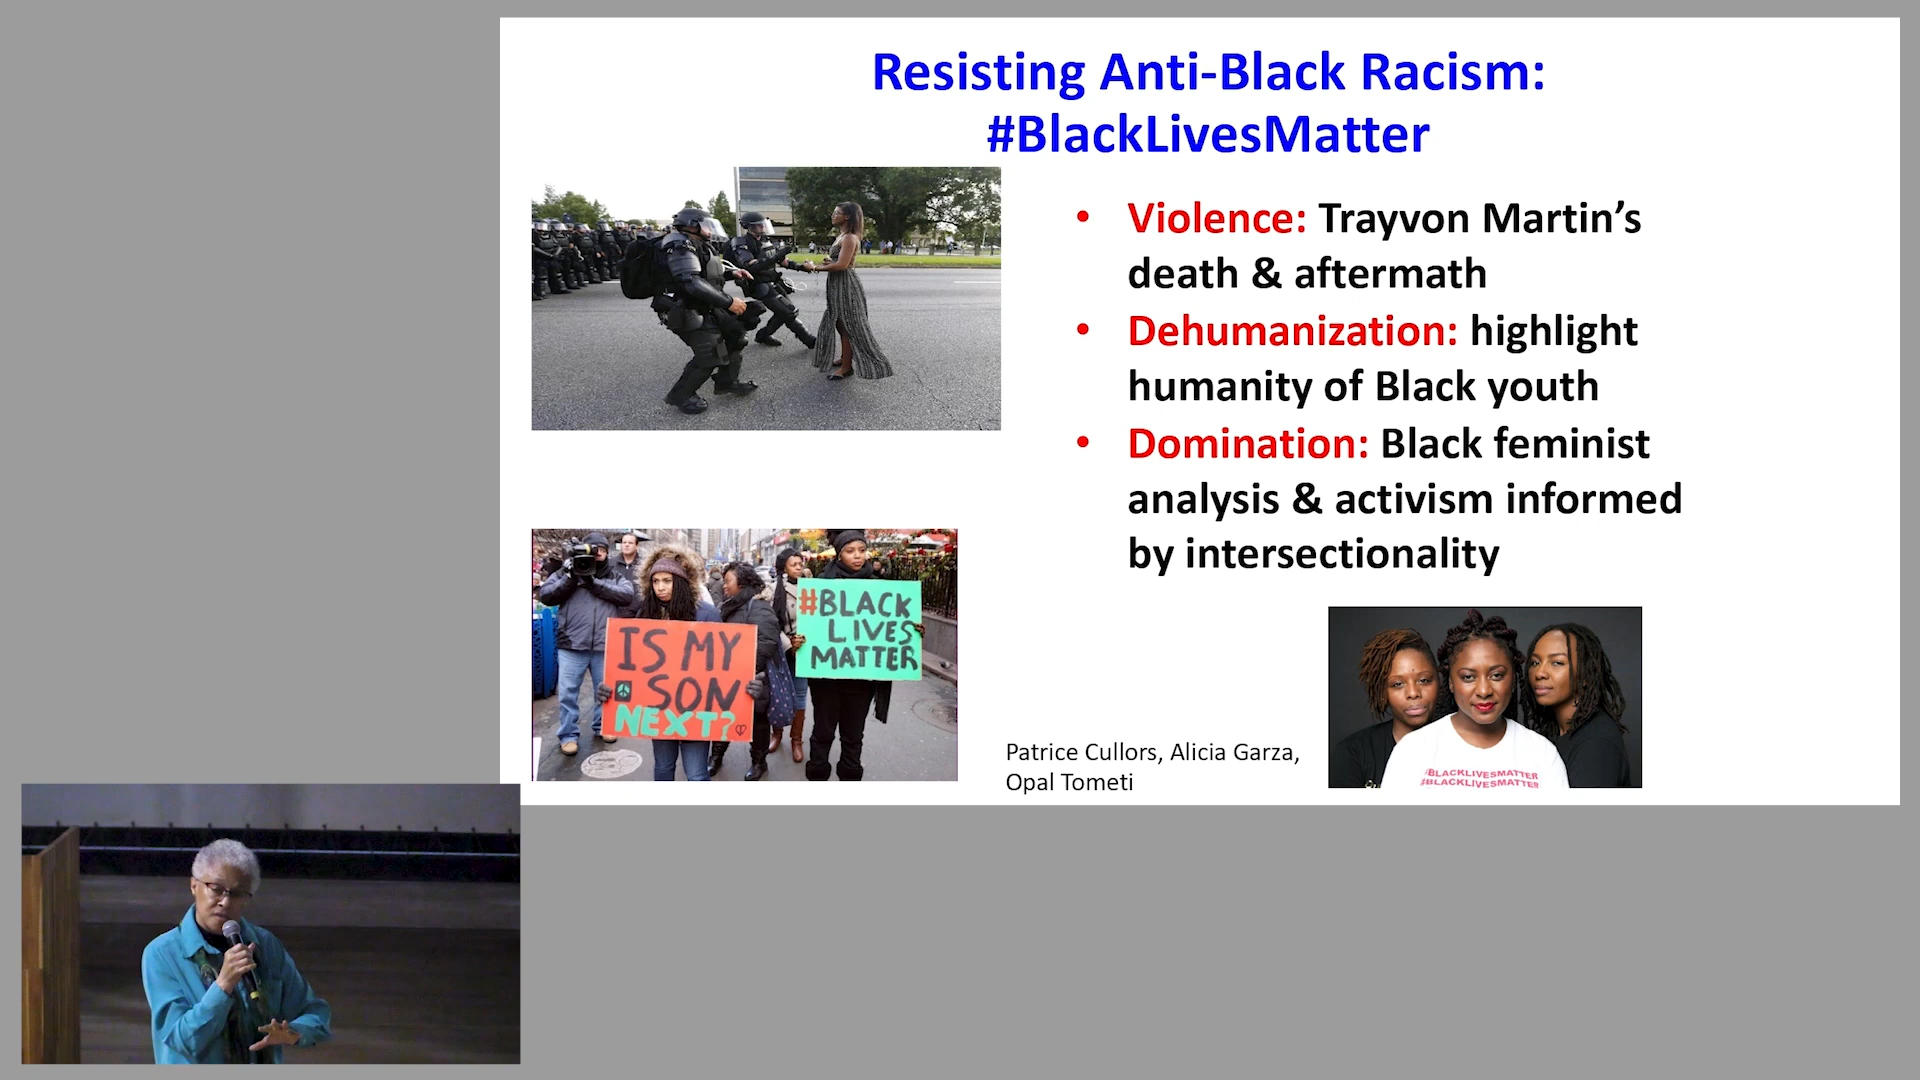 Resisting Anti-Black Racism:
#BlackLivesMatter
• Violence: Trayvon Martin’s
death & aftermath
• Dehumanization: highlight
humanity of Black youth
• Domination: Black feminist
analysis & activism informed
by intersectionality
IS MY
SON
NEXT?
#BLACK
LIVES
MATTER
Patrice Cullors, Alicia Garza,
Opal Tometi
#BLACKLIVESMATTER
#BLACKLIVESMATTER